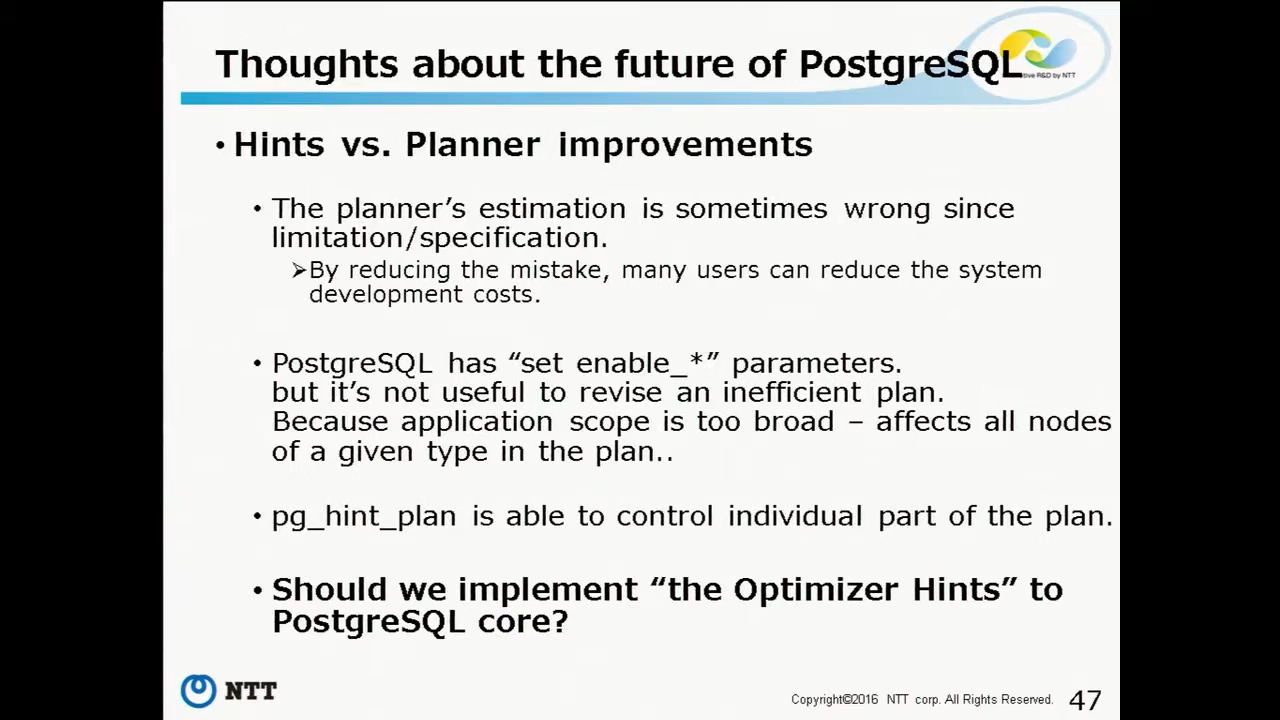 Thoughts about the future of PostgreSQL
tive R&D by NTT
• Hints vs. Planner improvements
• The planner’s estimation is sometimes wrong since
limitation/specification.
➢By reducing the mistake, many users can reduce the system
development costs.
• PostgreSQL has “set enable_*” parameters.
but it’s not useful to revise an inefficient plan.
Because application scope is too broad – affects all nodes
of a given type in the plan..
• pg_hint_plan is able to control individual part of the plan.
• Should we implement “the Optimizer Hints” to
PostgreSQL core?
NTT
Copyright©2016 NTT corp. All Rights Reserved.
47